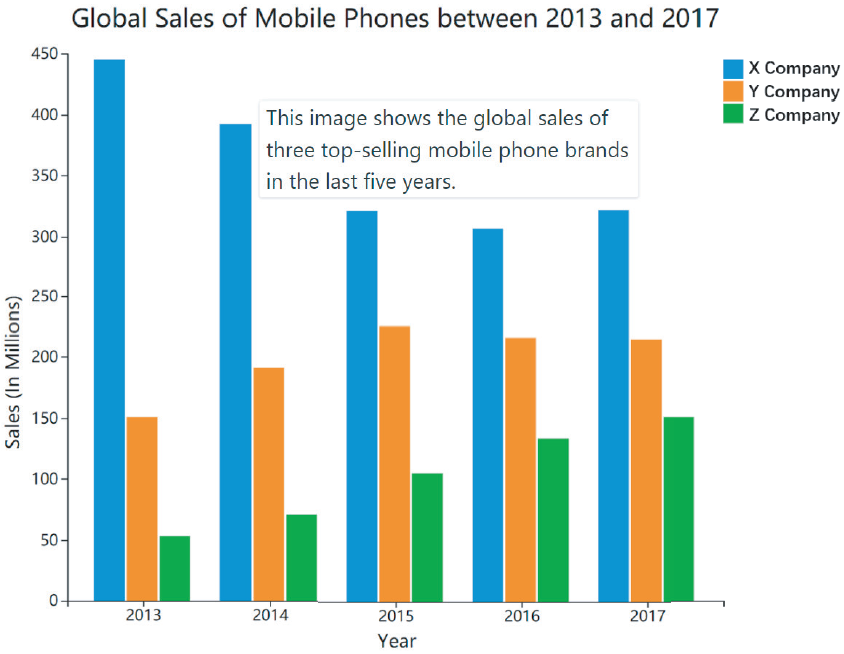 Global Sales of Mobile Phones between 2013 and 2017
X Company
Y Company
Z Company
This image shows the global sales of
three top-selling mobile phone brands
in the last five years.
Sales (In Millions)
450
400
350
300
250
200
150
100
50
0
2013 2014 2015 2016 2017
Year